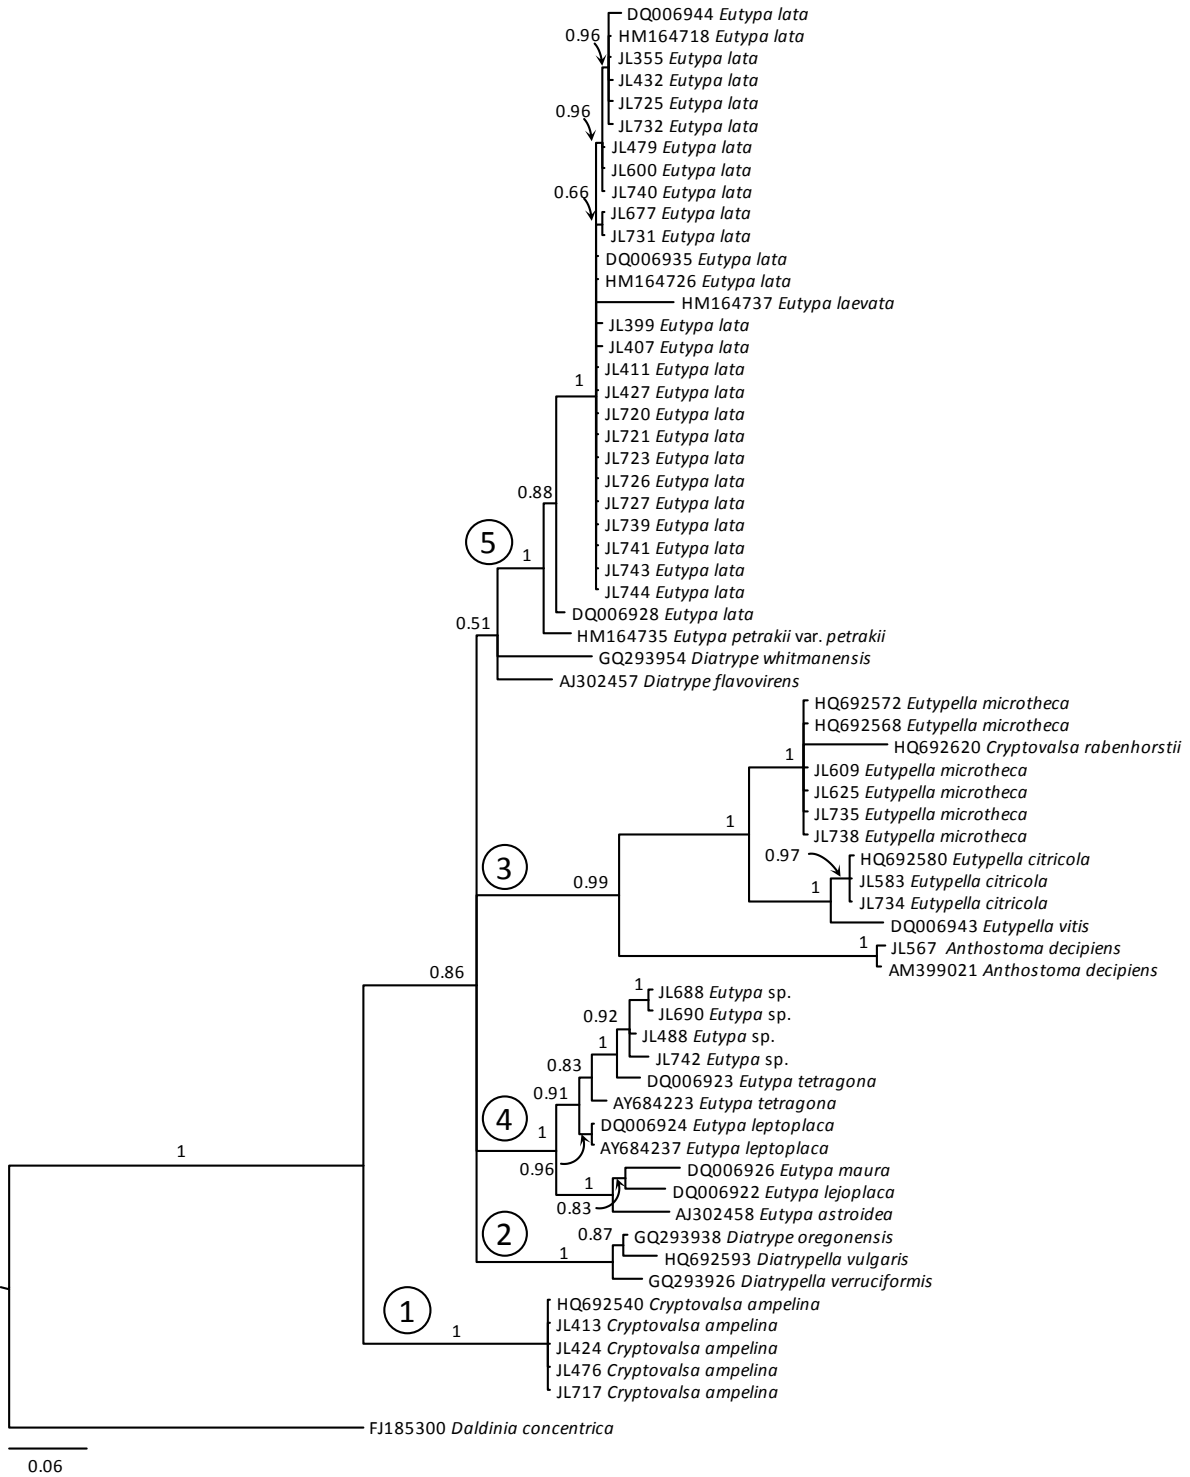 DQ006944 Eutypa lata
0.96
HM164718 Eutypa lata
JL355 Eutypa lata
JL432 Eutypa lata
JL725 Eutypa lata
0.96
JL732 Eutypa lata
JL479 Eutypa lata
JL600 Eutypa lata
0.66
JL740 Eutypa lata
JL677 Eutypa lata
JL731 Eutypa lata
DQ006935 Eutypa lata
HM164726 Eutypa lata
HM164737 Eutypa laevata
JL399 Eutypa lata
JL407 Eutypa lata
JL411 Eutypa lata
1
JL427 Eutypa lata
JL720 Eutypa lata
JL721 Eutypa lata
JL723 Eutypa lata
JL726 Eutypa lata
0.88
JL727 Eutypa lata
JL739 Eutypa lata
5
JL741 Eutypa lata
1
JL743 Eutypa lata
JL744 Eutypa lata
DQ006928 Eutypa lata
0.51
HM164735 Eutypa petrakii var. petrakii
GQ293954 Diatrype whitmanensis
AJ302457 Diatrype flavovirens
HQ692572 Eutypella microtheca
HQ692568 Eutypella microtheca
HQ692620 Cryptovalsa rabenhorstii
1
JL609 Eutypella microtheca
JL625 Eutypella microtheca
JL735 Eutypella microtheca
1
JL738 Eutypella microtheca
0.97
HQ692580 Eutypella citricola
3
0.99
JL583 Eutypella citricola
1
JL734 Eutypella citricola
DQ006943 Eutypella vitis
1
JL567 Anthostoma decipiens
0.86
AM399021 Anthostoma decipiens
1
JL688 Eutypa sp.
0.92
JL690 Eutypa sp.
1
JL488 Eutypa sp.
JL742 Eutypa sp.
0.83
DQ006923 Eutypa tetragona
0.91
AY684223 Eutypa tetragona
4
DQ006924 Eutypa leptoplaca
1
AY684237 Eutypa leptoplaca
1
0.96
DQ006926 Eutypa maura
1
DQ006922 Eutypa lejoplaca
0.83
AJ302458 Eutypa astroidea
2
0.87
GQ293938 Diatrype oregonensis
1
HQ692593 Diatrypella vulgaris
GQ293926 Diatrypella verruciformis
1
HQ692540 Cryptovalsa ampelina
JL413 Cryptovalsa ampelina
1
JL424 Cryptovalsa ampelina
JL476 Cryptovalsa ampelina
JL717 Cryptovalsa ampelina
FJ185300 Daldinia concentrica
0.06